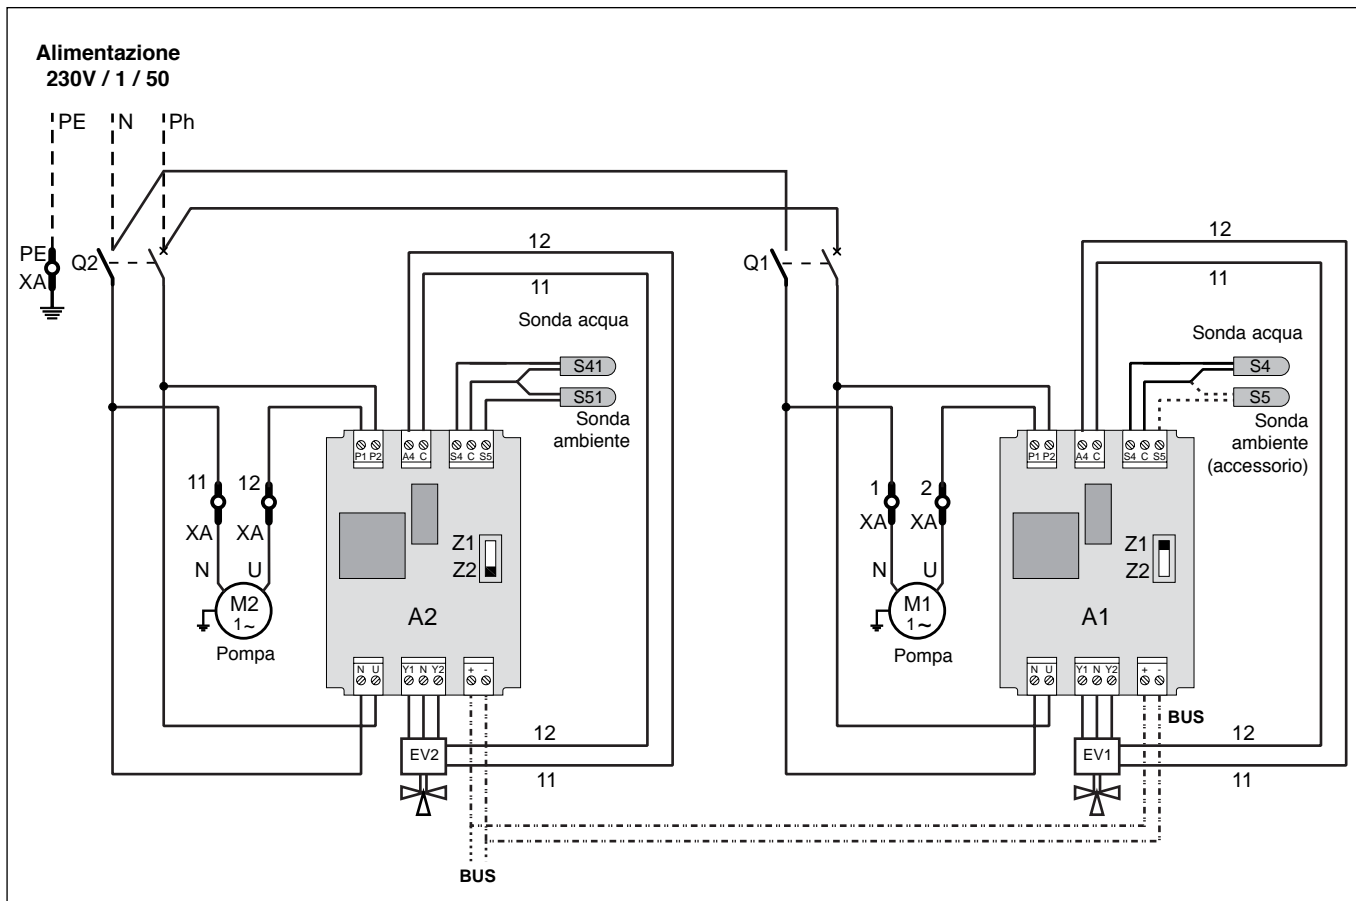 Alimentazione
230V / 1 / 50
PE N Ph
PE
XA
Q2
Q1
12
11
12
11
Sonda acqua
S41
S51
Sonda
ambiente
Sonda acqua
S4
S5
Sonda
ambiente
(accessorio)
P1 P2 A4 C S4 C S5
P1 P2 A4 C S4 C S5
11 12
XA XA
N U
M2
1~
Pompa
Z1
Z2
A2
N U Y1 N Y2 + -
1 2
XA XA
N U
M1
1~
Pompa
Z1
Z2
A1
N U Y1 N Y2 + -
BUS
EV2
12
11
EV1
12
11
BUS